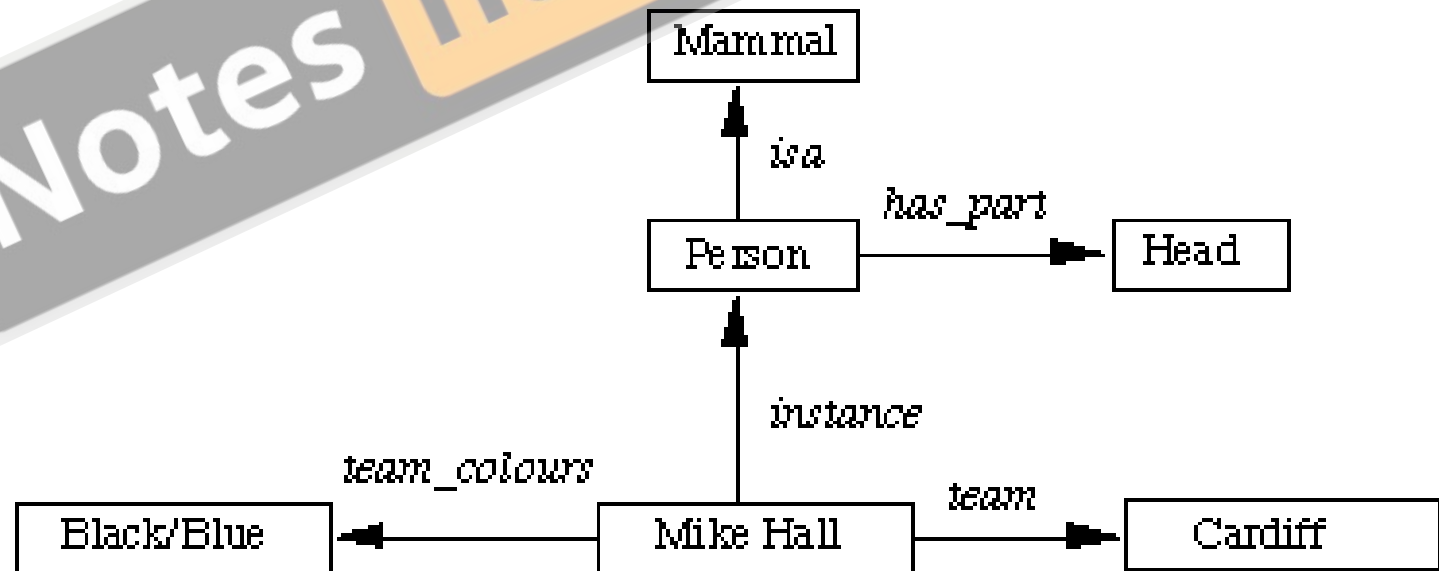 Notes
Mammal
isa
has_part
Person
Head
instance
team_colours
team
Black/Blue
Mike Hall
Cardiff